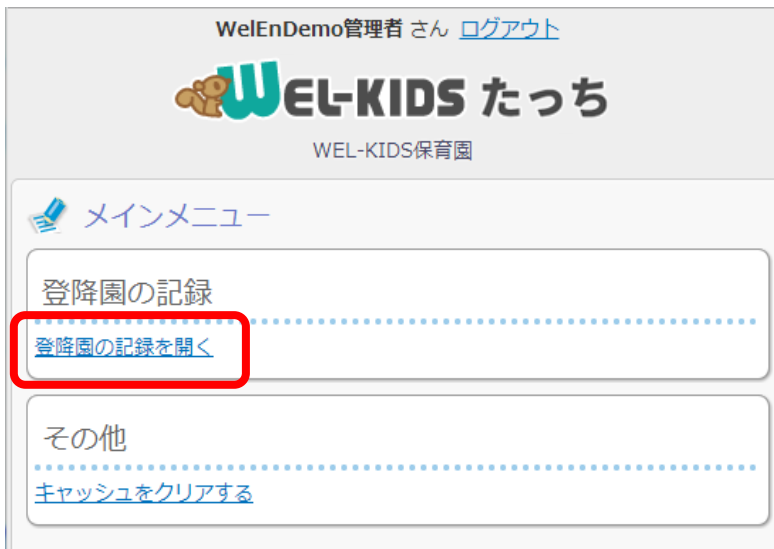 WelEnDemo管理者 さん ログアウト
WEL-KIDS たっち
WEL-KIDS保育園
メインメニュー
登降園の記録
登降園の記録を開く
その他
キャッシュをクリアする